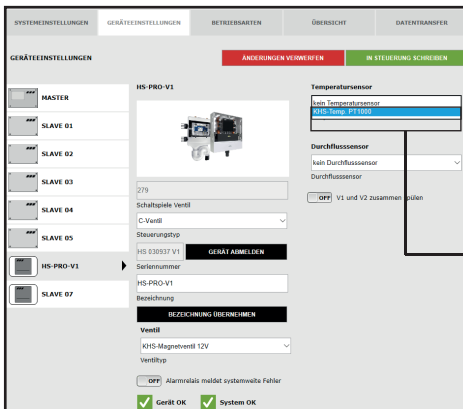 SYSTEMEINSTELLUNGEN
GERÄTEEINSTELLUNGEN
BETRIEBSARTEN
ÜBERSICHT
DATENTRANSFER
GERÄTEEINSTELLUNGEN
ÄNDERUNGEN VERWERFEN
IN STEUERUNG SCHREIBEN
MASTER
SLAVE 01
SLAVE 02
SLAVE 03
SLAVE 04
SLAVE 05
HS-PRO-V1
SLAVE 07
HS-PRO-V1
279
Schaltspiele Ventil
C-Ventil
Steuerungstyp
HS 030937 V1 GERÄT ABMELDEN
Seriennummer
HS-PRO-V1
Bezeichnung
BEZEICHNUNG ÜBERNEHMEN
Ventil
KHS-Magnetventil 12V
Ventiltyp
OFF Alarmrelais meldet systemweite Fehler
Gerät OK System OK
Temperatursensor
kein Temperatursensor
KHS-Temp. PT1000
Durchflusssensor
kein Durchflusssensor
Durchflusssensor
OFF V1 und V2 zusammen spülen